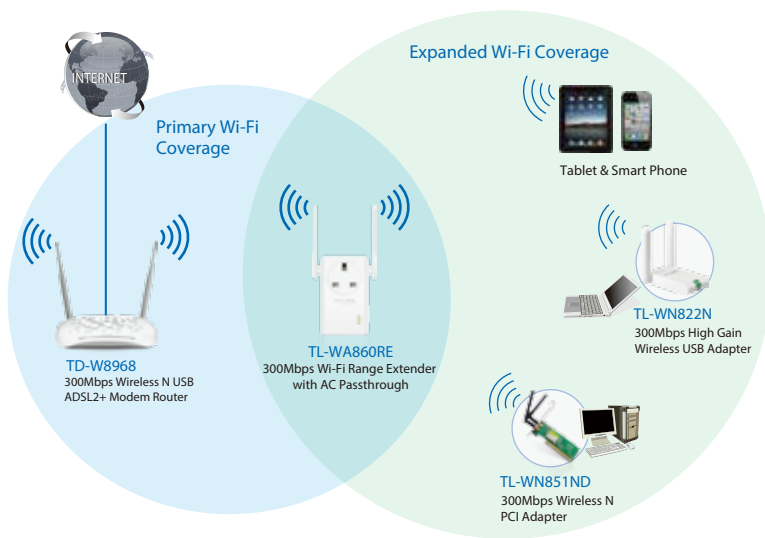 Expanded Wi-Fi Coverage
INTERNET
Primary Wi-Fi
Coverage
Tablet & Smart Phone
TL-WN822N
300Mbps High Gain
Wireless USB Adapter
TD-W8968
300Mbps Wireless N USB
ADSL2+ Modem Router
TL-WA860RE
300Mbps Wi-Fi Range Extender
with AC Passthrough
TL-WN851ND
300Mbps Wireless N
PCI Adapter